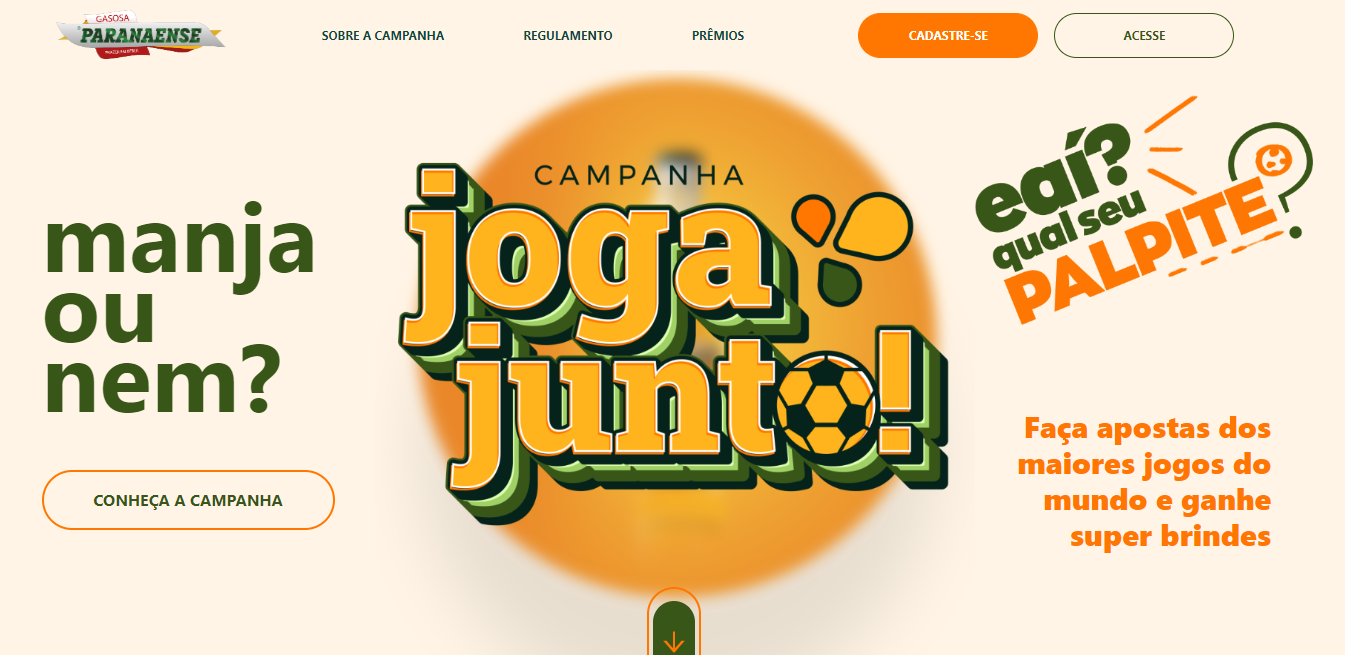 GASOSA
PARANAENSE
SOBRE A CAMPANHA
REGULAMENTO
PRÊMIOS
CADASTRE-SE
ACESSE
manja
ou
nem?
CONHEÇA A CAMPANHA
CAMPANHA
joga
junto!
eaí?
qual seu
PALPITE
Faça apostas dos
maiores jogos do
mundo e ganhe
super brindes